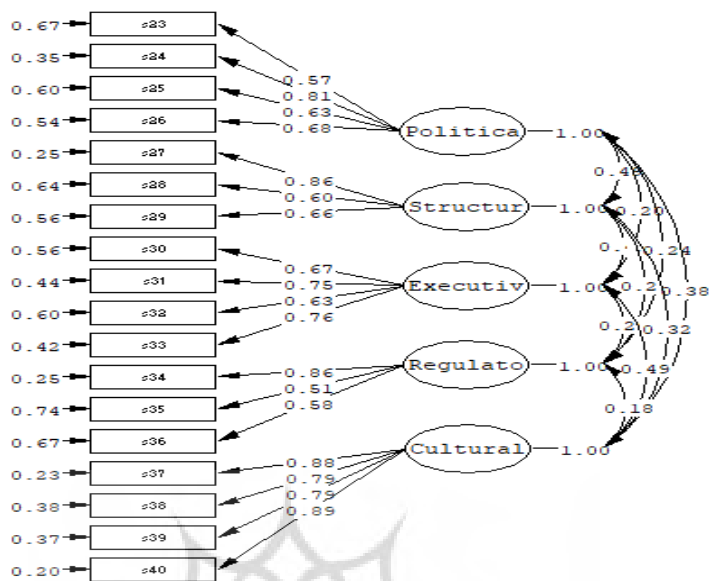 0.67 s23
0.35 s24
0.60 s25
0.54 s26
0.25 s27
0.64 s28
0.56 s29
0.56 s30
0.44 s31
0.60 s32
0.42 s33
0.25 s34
0.74 s35
0.67 s36
0.23 s37
0.38 s38
0.37 s39
0.20 s40
0.57
0.81
0.63
0.68
0.86
0.60
0.66
0.67
0.75
0.63
0.76
0.86
0.51
0.58
0.88
0.79
0.79
0.89
Politica 1.00
Structur 1.00
Executiv 1.00
Regulato 1.00
Cultural 1.00
0.20
0.24
0.38
0.32
0.49
0.18